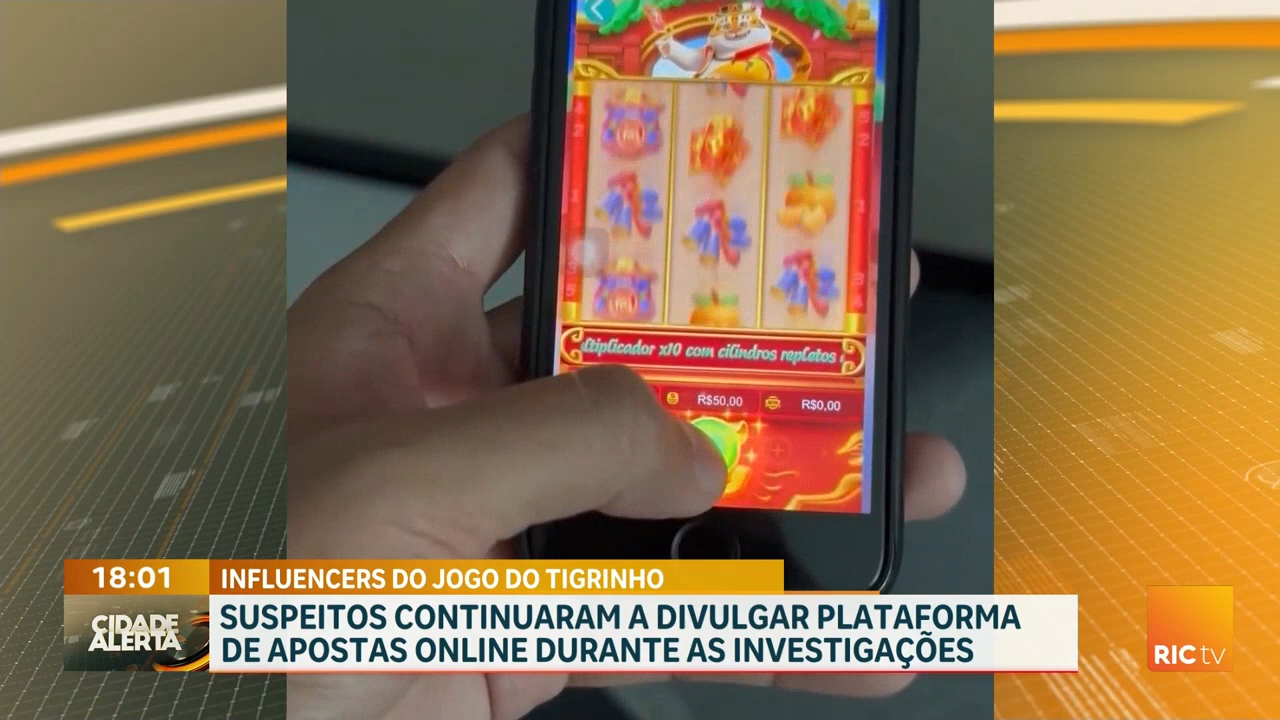 ltiplicador x10 com cilindros repletos
R$50,00
R$0,00
18:01
INFLUENCERS DO JOGO DO TIGRINHO
CIDADE ALERTA
SUSPEITOS CONTINUARAM A DIVULGAR PLATAFORMA
DE APOSTAS ONLINE DURANTE AS INVESTIGAÇÕES
RIC tv